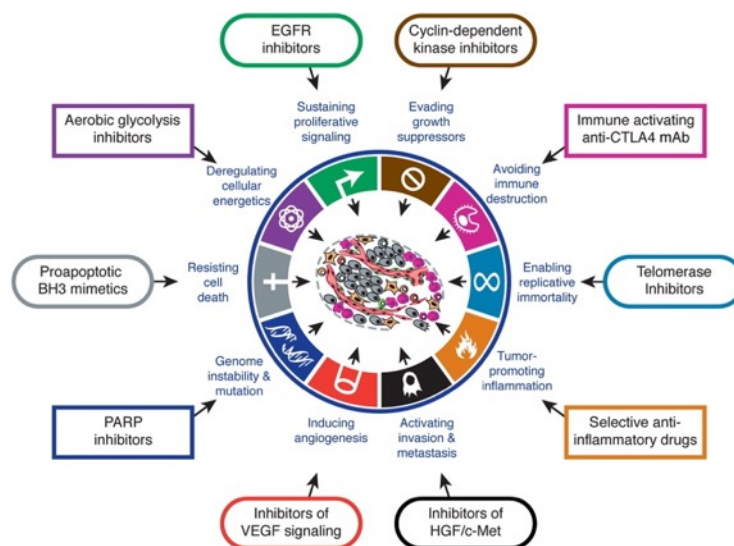 EGFR
inhibitors
Cyclin-dependent
kinase inhibitors
Sustaining
proliferative
signaling
Evading
growth
suppressors
Aerobic glycolysis
inhibitors
Immune activating
anti-CTLA4 mAb
Deregulating
cellular
energetics
Avoiding
immune
destruction
Proapoptotic
BH3 mimetics
Resisting
cell
death
Enabling
replicative
immortality
Telomerase
Inhibitors
Genome
instability &
mutation
Tumor-
promoting
inflammation
PARP
inhibitors
Inducing
angiogenesis
Activating
invasion &
metastasis
Selective anti-
inflammatory drugs
Inhibitors of
VEGF signaling
Inhibitors of
HGF/c-Met